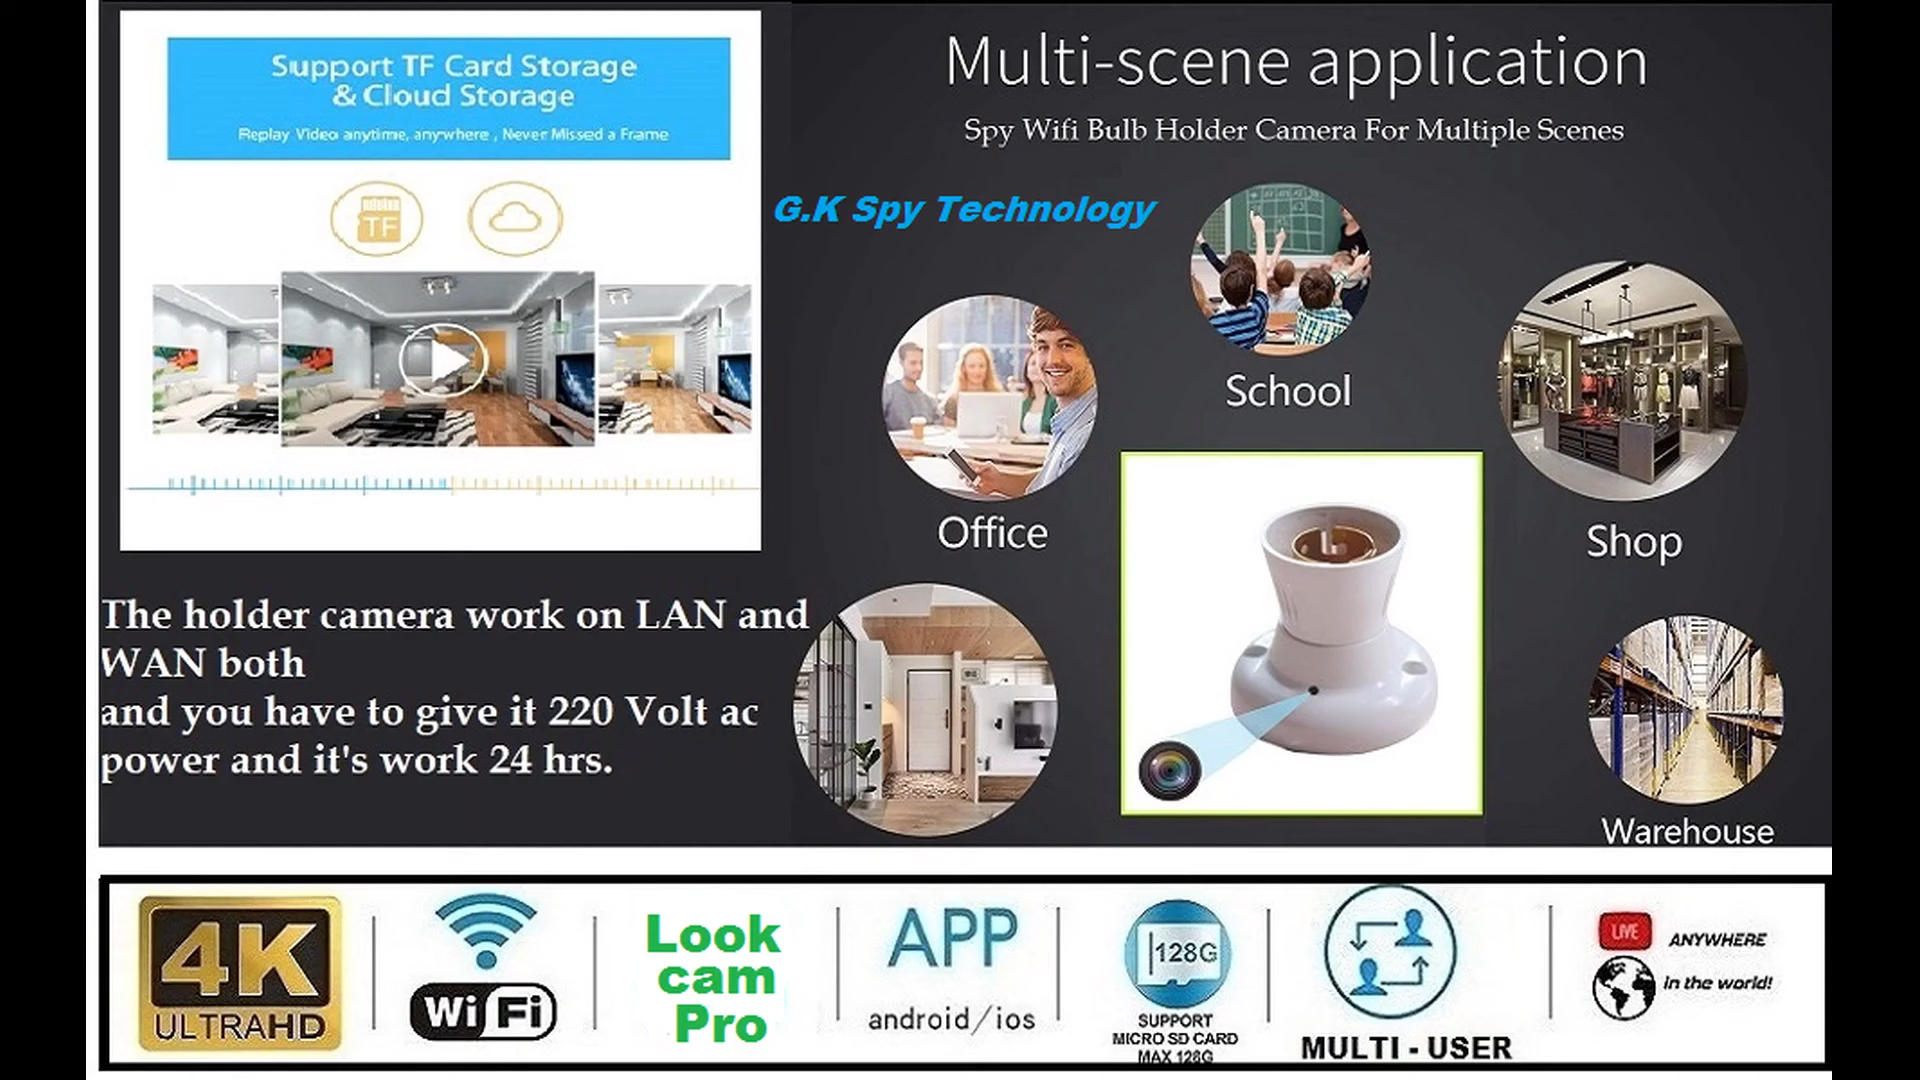 Support TF Card Storage
& Cloud Storage
Replay Video anytime, anywhere , Never Missed a Frame
TF
Multi-scene application
Spy Wifi Bulb Holder Camera For Multiple Scenes
G.K Spy Technology
School
Office
Shop
Warehouse
The holder camera work on LAN and
WAN both
and you have to give it 220 Volt ac
power and it's work 24 hrs.
4K
ULTRAHD
Wi Fi
Look
cam
Pro
APP
android/ios
128G
SUPPORT
MICRO SD CARD
MAX 128G
MULTI - USER
LIVE
ANYWHERE
in the world!